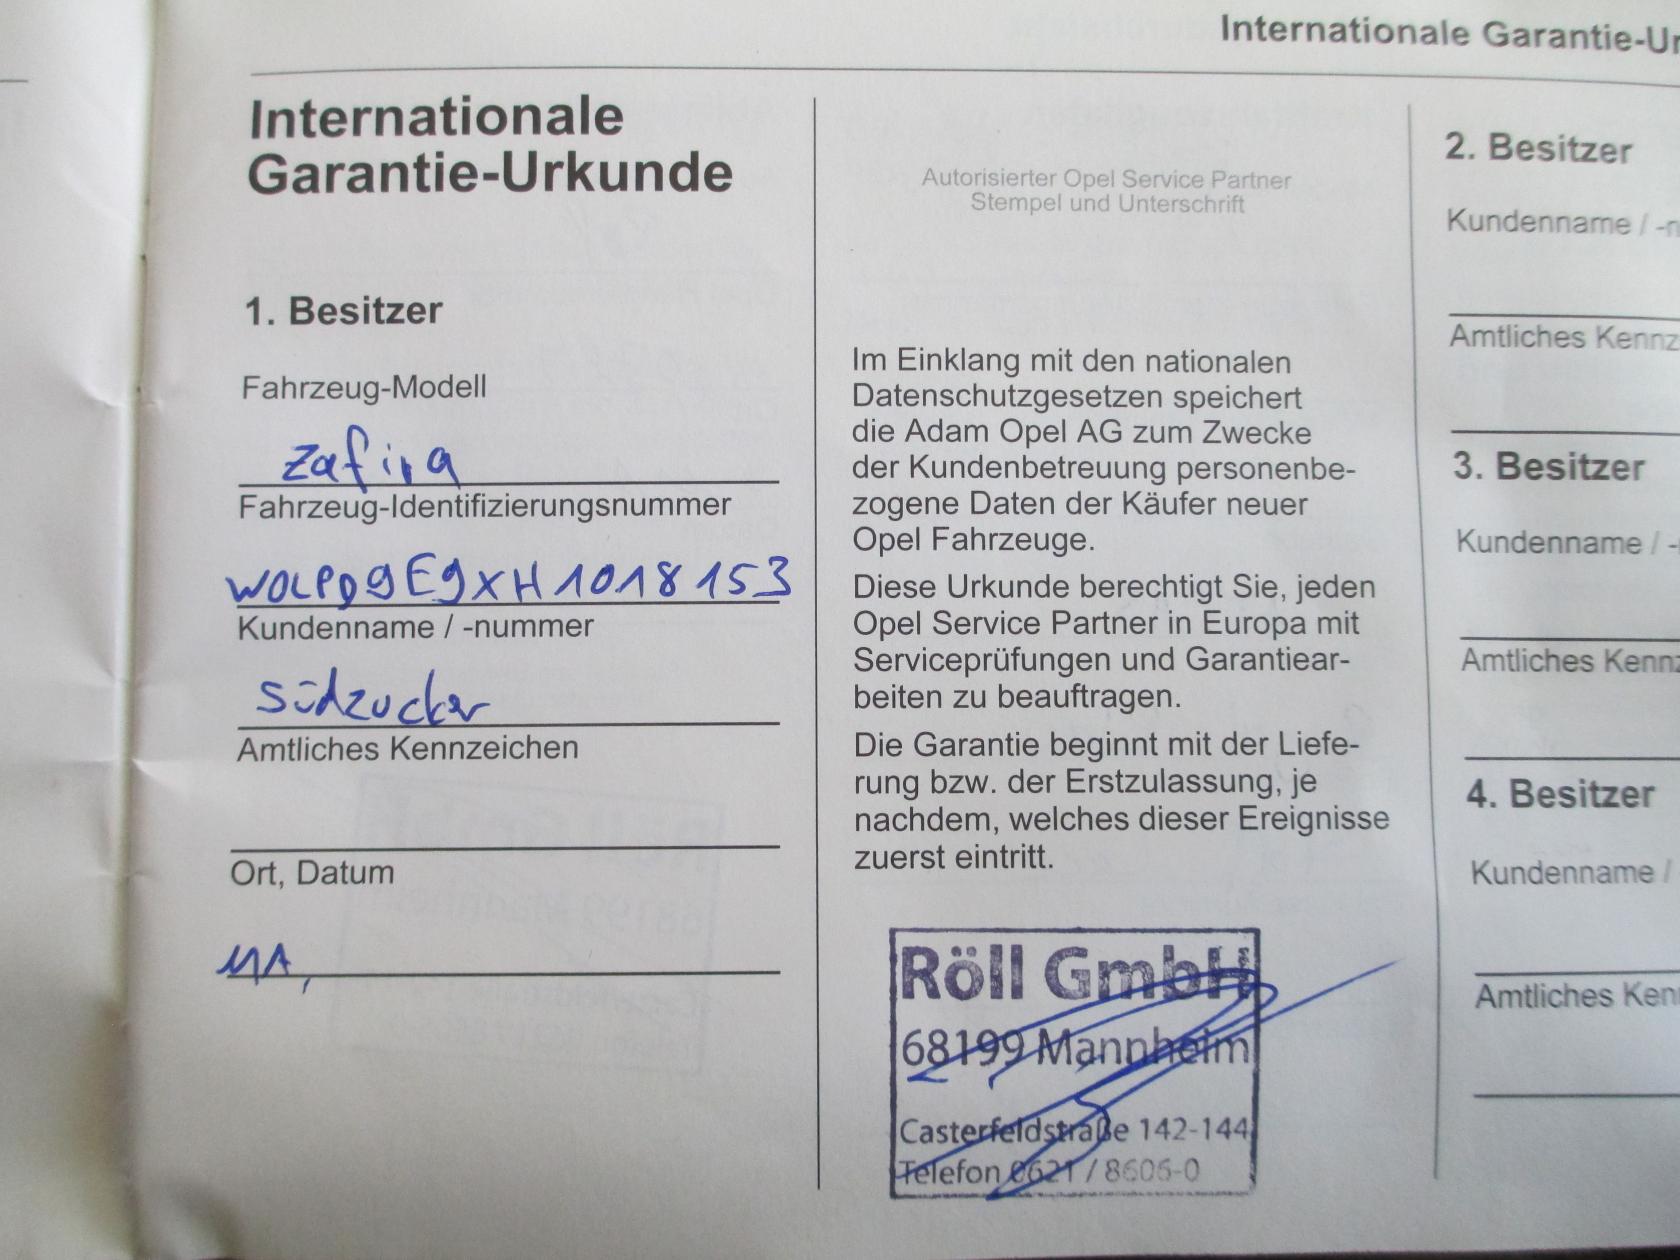 Internationale Garantie-Ur
Internationale
Garantie-Urkunde
1. Besitzer
Fahrzeug-Modell
Zafira
Fahrzeug-Identifizierungsnummer
W0LPD9E9XH1018153
Kundenname / -nummer
Südzucker
Amtliches Kennzeichen
Ort, Datum
MA,
Autorisierter Opel Service Partner
Stempel und Unterschrift
Im Einklang mit den nationalen
Datenschutzgesetzen speichert
die Adam Opel AG zum Zwecke
der Kundenbetreuung personenbe-
zogene Daten der Käufer neuer
Opel Fahrzeuge.
Diese Urkunde berechtigt Sie, jeden
Opel Service Partner in Europa mit
Serviceprüfungen und Garantiear-
beiten zu beauftragen.
Die Garantie beginnt mit der Liefe-
rung bzw. der Erstzulassung, je
nachdem, welches dieser Ereignisse
zuerst eintritt.
Röll GmbH
68199 Mannheim
Casterfeldstraße 142-144
Telefon 0621 / 8606-0
2. Besitzer
Kundenname / -n
Amtliches Kennz
3. Besitzer
Kundenname / -
Amtliches Kennz
4. Besitzer
Kundenname /
Amtliches Ken